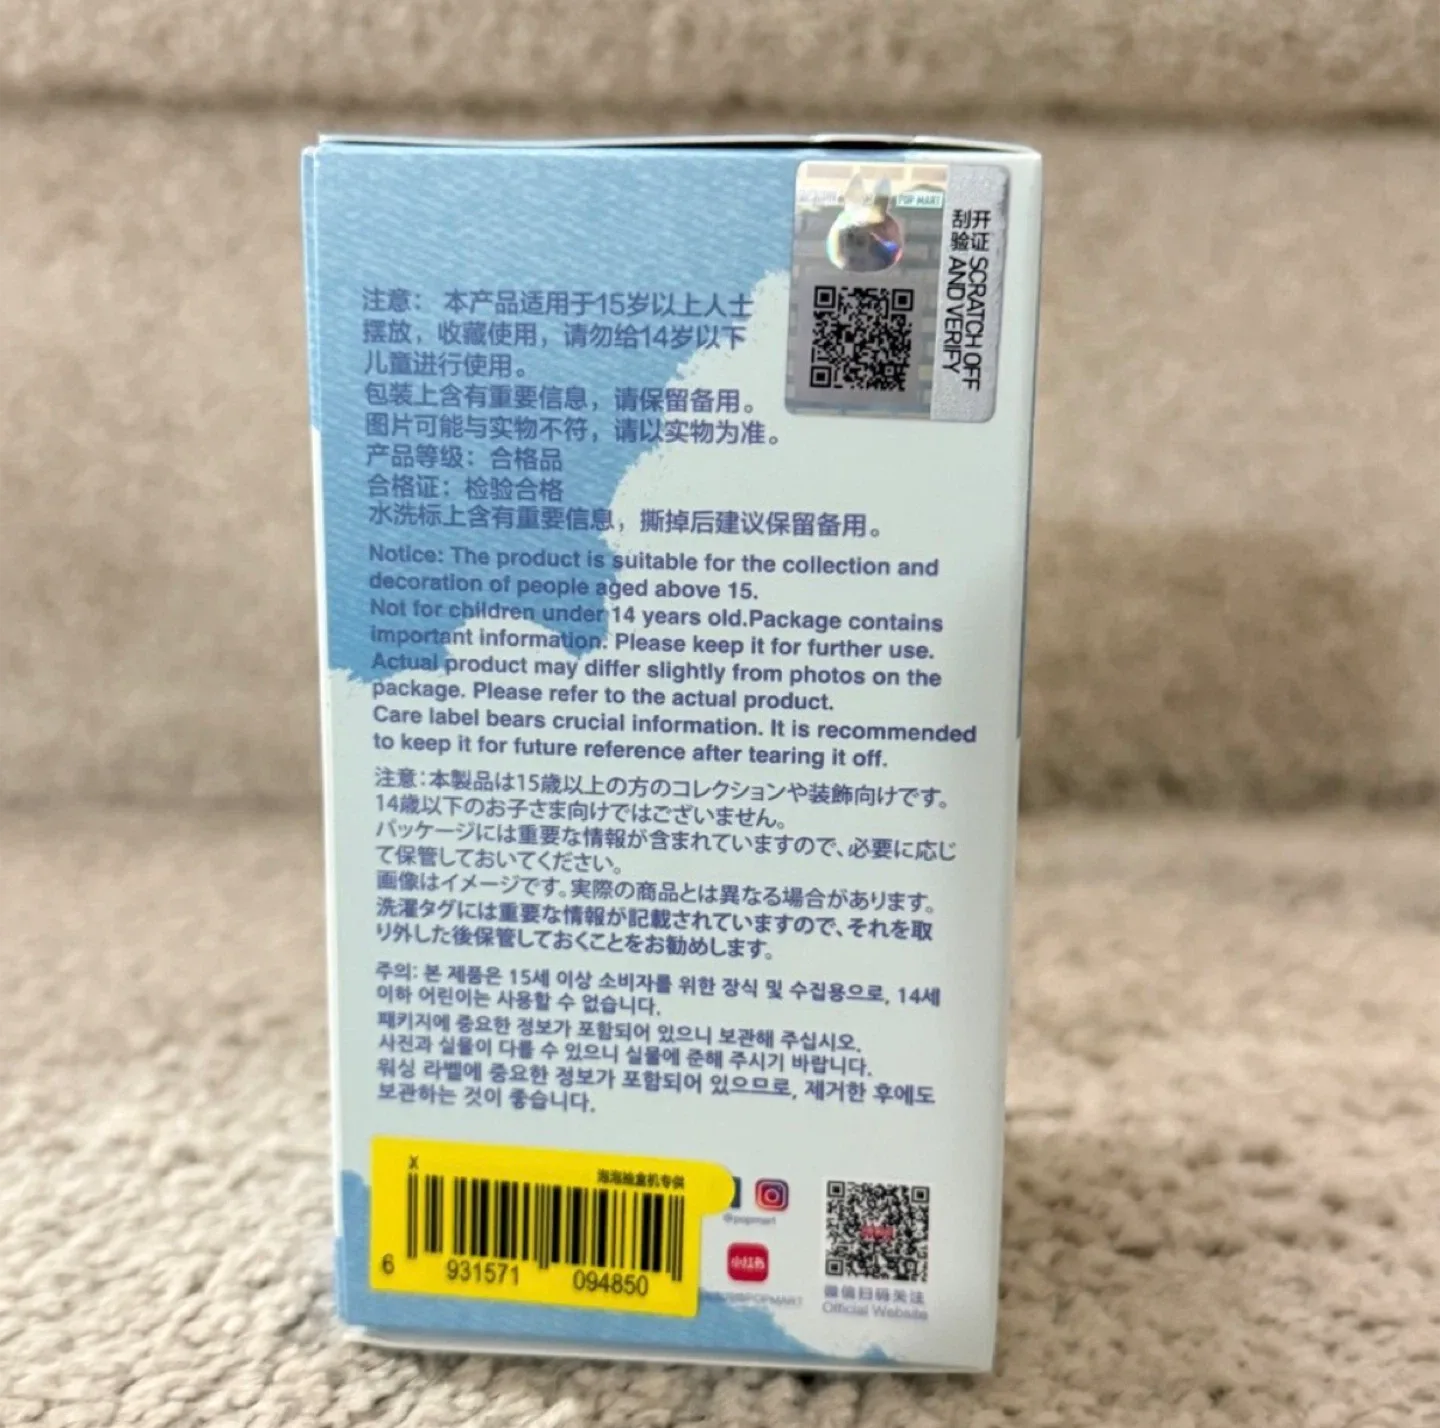 POP MART
刮开
验证
SCRATCH OFF
AND VERIFY
注意： 本产品适用于15岁以上人士
摆放，收藏使用，请勿给14岁以下
儿童进行使用。
包装上含有重要信息，请保留备用。
图片可能与实物不符，请以实物为准。
产品等级：合格品
合格证：检验合格
水洗标上含有重要信息，撕掉后建议保留备用。
Notice: The product is suitable for the collection and
decoration of people aged above 15.
Not for children under 14 years old.Package contains
important information. Please keep it for further use.
Actual product may differ slightly from photos on the
package. Please refer to the actual product.
Care label bears crucial information. It is recommended
to keep it for future reference after tearing it off.
注意：本製品は15歳以上の方のコレクションや装飾向けです。
14歳以下のお子さま向けではございません。
パッケージには重要な情報が含まれていますので、必要に応じ
て保管しておいてください。
画像はイメージです。実際の商品とは異なる場合があります。
洗濯タグには重要な情報が記載されていますので、それを取
り外した後保管しておくことをお勧めします。
주의: 본 제품은 15세 이상 소비자를 위한 장식 및 수집용으로, 14세
이하 어린이는 사용할 수 없습니다.
패키지에 중요한 정보가 포함되어 있으니 보관해 주십시오.
사진과 실물이 다를 수 있으니 실물에 준해 주시기 바랍니다.
워싱 라벨에 중요한 정보가 포함되어 있으므로, 제거한 후에도
보관하는 것이 좋습니다.
X
泡泡抽盒机专供
6 931571 094850
@popmart
小红书
POPMART
微信扫码关注
Official Website